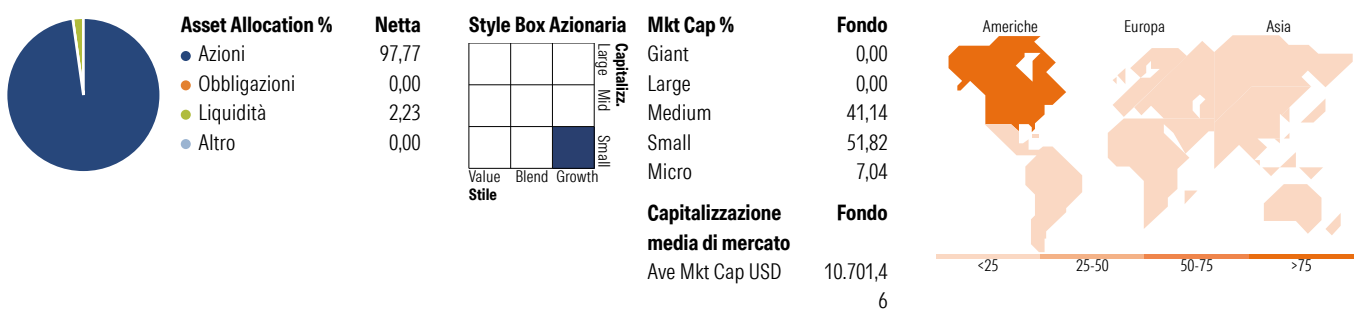 Asset Allocation % Netta
Azioni 97,77
Obbligazioni 0,00
Liquidità 2,23
Altro 0,00
Style Box Azionaria
Capitalizz.
Large
Mid
Small
Value Blend Growth
Stile
Mkt Cap % Fondo
Giant 0,00
Large 0,00
Medium 41,14
Small 51,82
Micro 7,04
Capitalizzazione Fondo
media di mercato
Ave Mkt Cap USD 10.701,4
6
Americhe Europa Asia
<25 25-50 50-75 >75